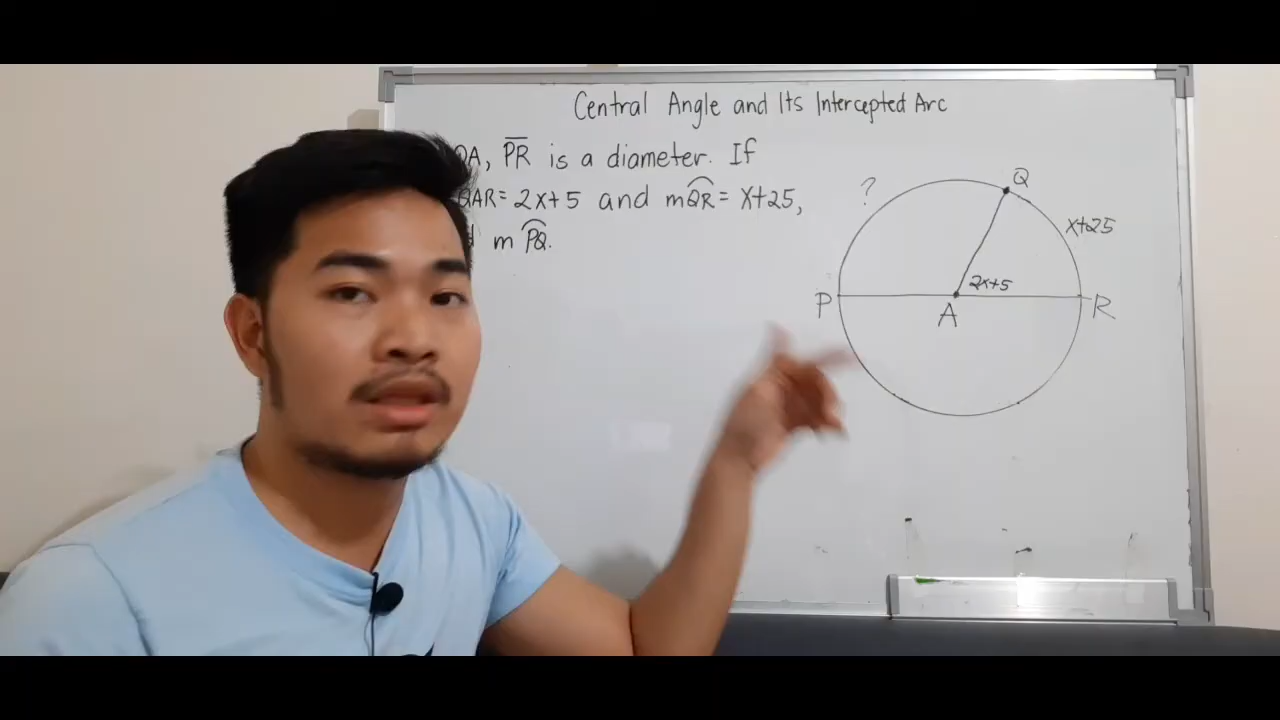 Central Angle and Its Intercepted Arc
OA, PR is a diameter. If
QAR = 2x+5 and mQR = x+25,
m PQ.
?
Q
x+25
2x+5
P
A
R